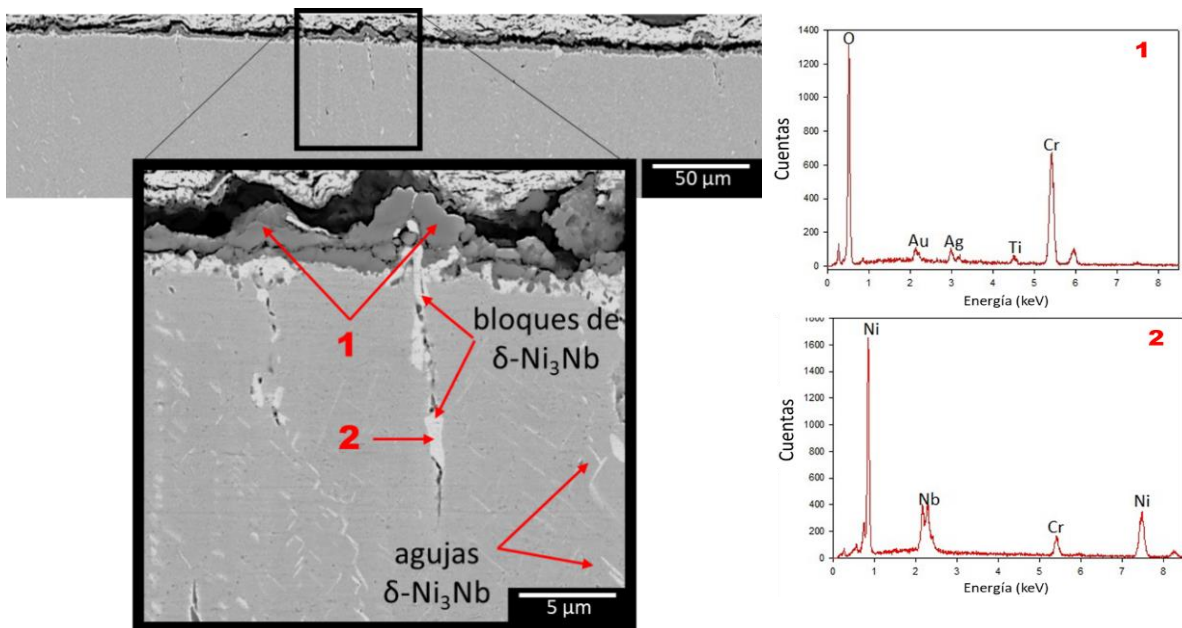 50 µm
1
bloques de
δ-Ni₃Nb
2
agujas
δ-Ni₃Nb
5 µm
1
Cuentas
1400
1200
1000
800
600
400
200
0
O
Au
Ag
Ti
Cr
0 1 2 3 4 5 6 7 8
Energía (keV)
2
Cuentas
1600
1400
1200
1000
800
600
400
200
0
Ni
Nb
Cr
Ni
0 1 2 3 4 5 6 7 8
Energía (keV)